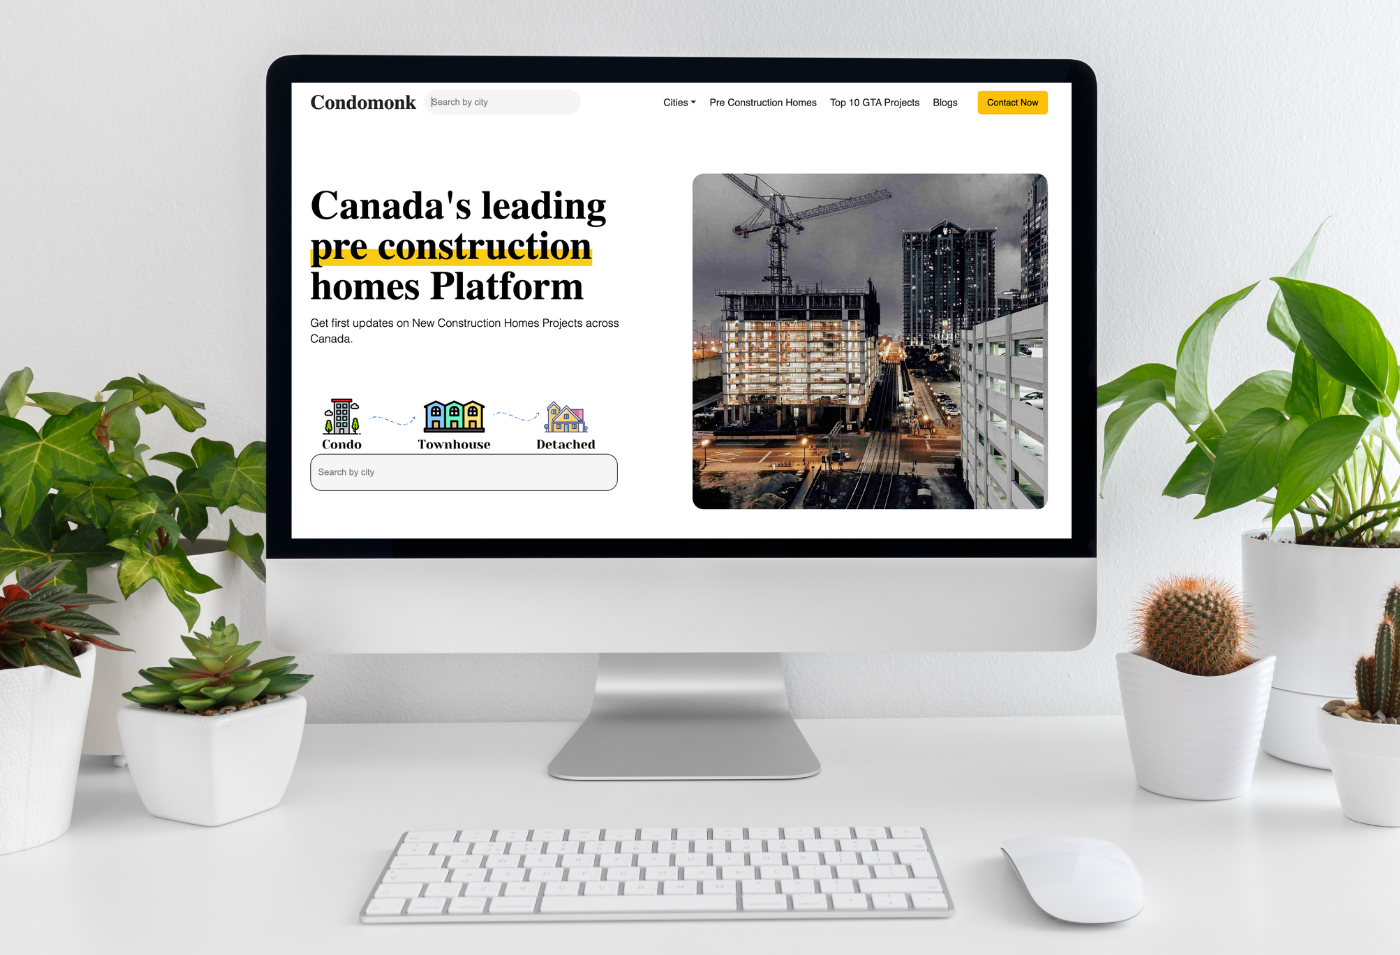 Condomonk
Search by city
Cities
Pre Construction Homes
Top 10 GTA Projects
Blogs
Contact Now
Canada's leading
pre construction
homes Platform
Get first updates on New Construction Homes Projects across
Canada.
Condo
Townhouse
Detached
Search by city